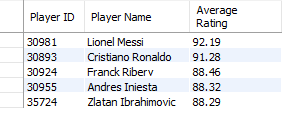 Player ID Player Name Average Rating
30981 Lionel Messi 92.19
30893 Cristiano Ronaldo 91.28
30924 Franck Ribery 88.46
30955 Andres Iniesta 88.32
35724 Zlatan Ibrahimovic 88.29